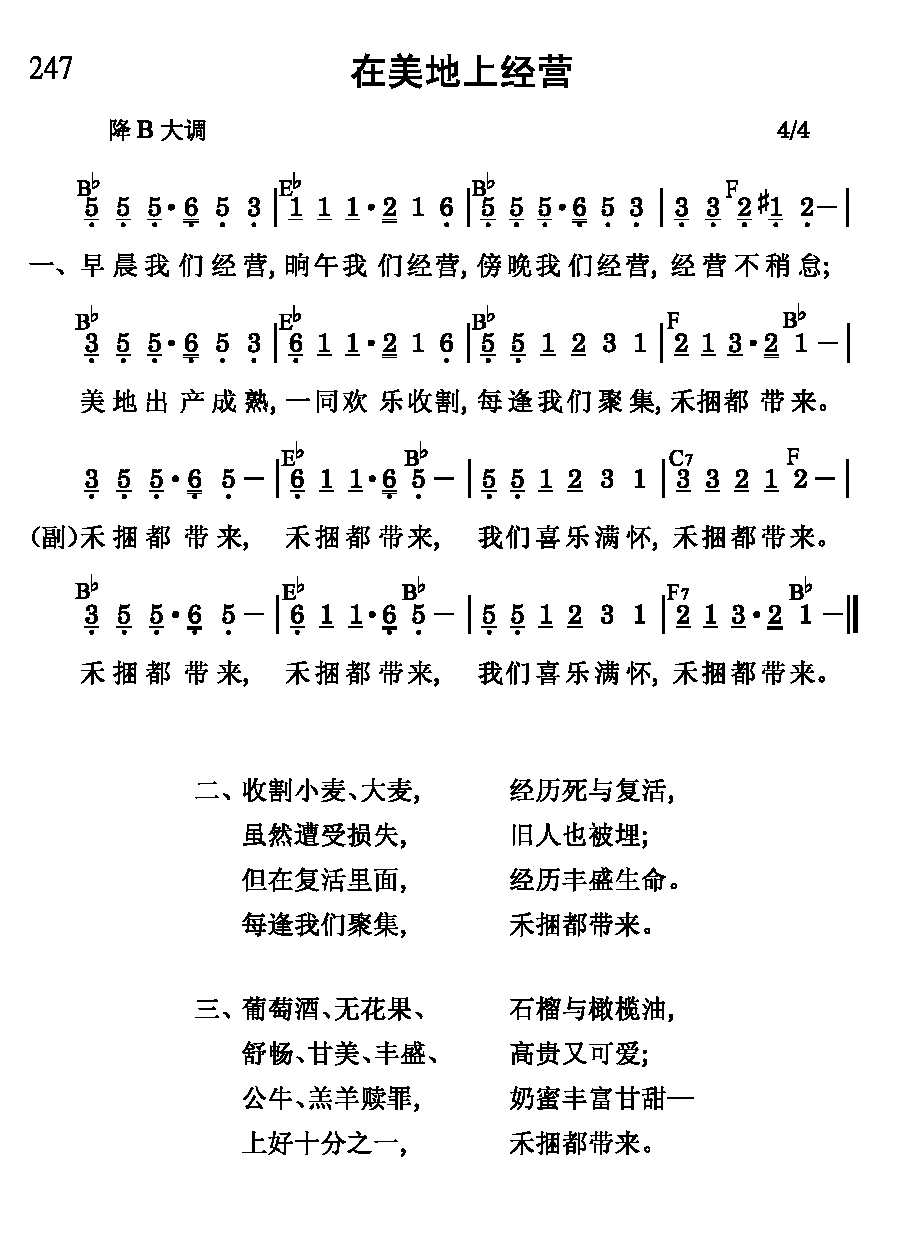 247
在美地上经营
降B大调 4/4
B♭ E♭ B♭ F
5 5 5·6 5 3|1 1 1·2 1 6|5 5 5·6 5 3|3 3 2 ♯1 2—|
一、早晨我们经营,晌午我们经营,傍晚我们经营,经营不稍怠;
B♭ E♭ B♭ F B♭
3 5 5·6 5 3|6 1 1·2 1 6|5 5 1 2 3 1|2 1 3·2 1—|
美地出产成熟,一同欢乐收割,每逢我们聚集,禾捆都带来。
E♭ B♭ C7 F
3 5 5·6 5—|6 1 1·6 5—|5 5 1 2 3 1|3 3 2 1 2—|
(副)禾捆都带来, 禾捆都带来, 我们喜乐满怀,禾捆都带来。
B♭ E♭ B♭ F7 B♭
3 5 5·6 5—|6 1 1·6 5—|5 5 1 2 3 1|2 1 3·2 1—‖
禾捆都带来, 禾捆都带来, 我们喜乐满怀,禾捆都带来。
二、收割小麦、大麦, 经历死与复活,
虽然遭受损失, 旧人也被埋;
但在复活里面, 经历丰盛生命。
每逢我们聚集, 禾捆都带来。
三、葡萄酒、无花果、 石榴与橄榄油,
舒畅、甘美、丰盛、 高贵又可爱;
公牛、羔羊赎罪, 奶蜜丰富甘甜—
上好十分之一, 禾捆都带来。